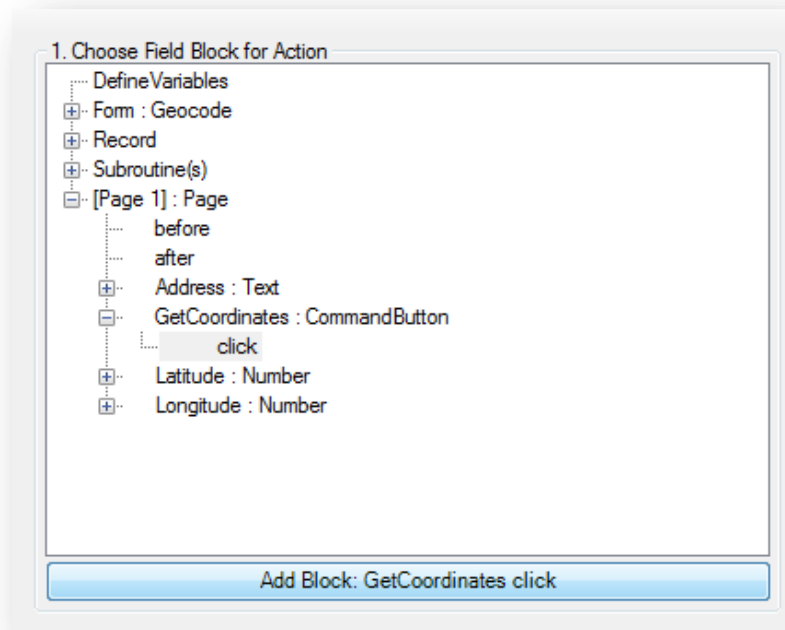 1. Choose Field Block for Action
DefineVariables
Form : Geocode
Record
Subroutine(s)
[Page 1] : Page
before
after
Address : Text
GetCoordinates : CommandButton
click
Latitude : Number
Longitude : Number
Add Block: GetCoordinates click